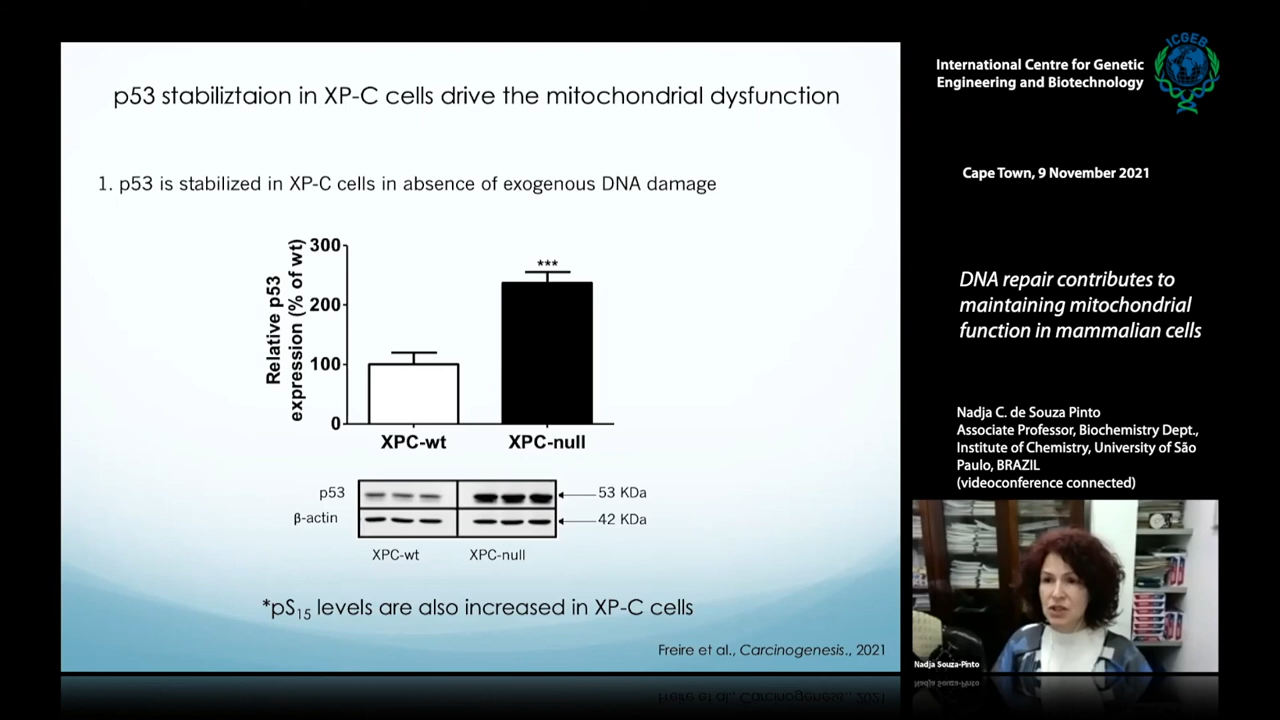 p53 stabiliztaion in XP-C cells drive the mitochondrial dysfunction
1. p53 is stabilized in XP-C cells in absence of exogenous DNA damage
Relative p53
expression (% of wt)
300
200
100
0
***
XPC-wt
XPC-null
p53
53 KDa
β-actin
42 KDa
XPC-wt
XPC-null
*pS15 levels are also increased in XP-C cells
Freire et al., Carcinogenesis., 2021
International Centre for Genetic
Engineering and Biotechnology
ICGEB
Cape Town, 9 November 2021
DNA repair contributes to
maintaining mitochondrial
function in mammalian cells
Nadja C. de Souza Pinto
Associate Professor, Biochemistry Dept.,
Institute of Chemistry, University of São
Paulo, BRAZIL
(videoconference connected)
Nadja Souza-Pinto